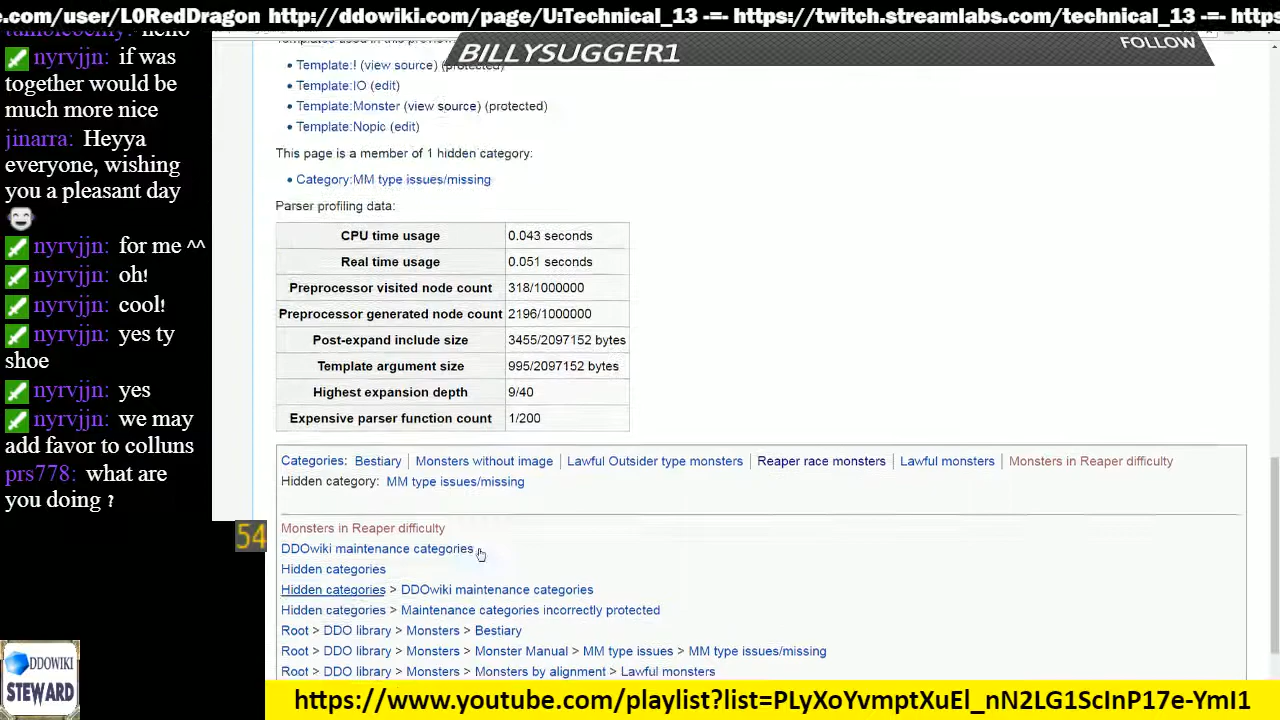 e.com/user/L0RedDragon http://ddowiki.com/page/U:Technical_13 -=- https://twitch.streamlabs.com/technical_13 -=- https:
BILLYSUGGER1
FOLLOW
nyrvjjn: if was
together would be
much more nice
jinarra: Heyya
everyone, wishing
you a pleasant day
nyrvjjn: for me ^^
nyrvjjn: oh!
nyrvjjn: cool!
nyrvjjn: yes ty
shoe
nyrvjjn: yes
nyrvjjn: we may
add favor to colluns
prs778: what are
you doing ?
Template:! (view source) (protected)
Template:IO (edit)
Template:Monster (view source) (protected)
Template:Nopic (edit)
This page is a member of 1 hidden category:
Category:MM type issues/missing
Parser profiling data:
CPU time usage 0.043 seconds
Real time usage 0.051 seconds
Preprocessor visited node count 318/1000000
Preprocessor generated node count 2196/1000000
Post-expand include size 3455/2097152 bytes
Template argument size 995/2097152 bytes
Highest expansion depth 9/40
Expensive parser function count 1/200
Categories: Bestiary | Monsters without image | Lawful Outsider type monsters | Reaper race monsters | Lawful monsters | Monsters in Reaper difficulty
Hidden category: MM type issues/missing
54
Monsters in Reaper difficulty
DDOwiki maintenance categories
Hidden categories
Hidden categories > DDOwiki maintenance categories
Hidden categories > Maintenance categories incorrectly protected
Root > DDO library > Monsters > Bestiary
Root > DDO library > Monsters > Monster Manual > MM type issues > MM type issues/missing
Root > DDO library > Monsters > Monsters by alignment > Lawful monsters
DDOWIKI
STEWARD
https://www.youtube.com/playlist?list=PLyXoYvmptXuEl_nN2LG1ScInP17e-YmI1